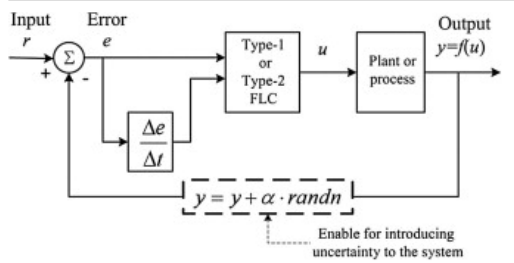 Input
r
Error
e
+
Σ
-
Δe
Δt
Type-1
or
Type-2
FLC
u
Plant or
process
Output
y=f(u)
y = y + α · randn
Enable for introducing
uncertainty to the system